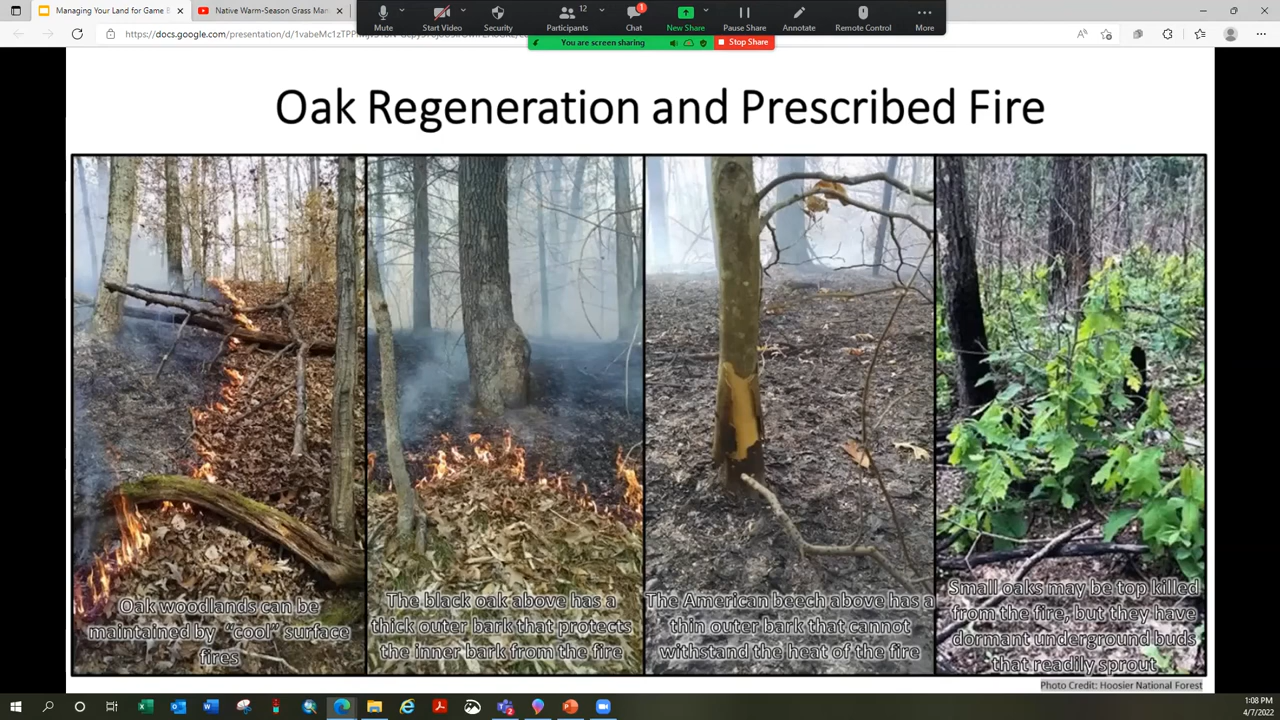 Managing Your Land for Game
Native Warm-Season Grass Man
Mute
Start Video
Security
12
Participants
1
Chat
New Share
Pause Share
Annotate
Remote Control
More
You are screen sharing
Stop Share
Oak Regeneration and Prescribed Fire
Oak woodlands can be
maintained by “cool” surface
fires
The black oak above has a
thick outer bark that protects
the inner bark from the fire
The American beech above has a
thin outer bark that cannot
withstand the heat of the fire
Small oaks may be top killed
from the fire, but they have
dormant underground buds
that readily sprout
Photo Credit: Hoosier National Forest
1:08 PM
4/7/2022